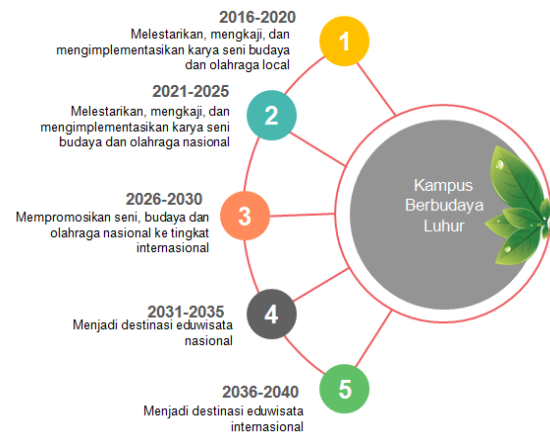 2016-2020
Melestarikan, mengkaji, dan
mengimplementasikan karya seni budaya
dan olahraga local
1
2021-2025
Melestarikan, mengkaji, dan
mengimplementasikan karya seni
budaya dan olahraga nasional
2
2026-2030
Mempromosikan seni, budaya dan
olahraga nasional ke tingkat
internasional
3
2031-2035
Menjadi destinasi eduwisata
nasional
4
2036-2040
Menjadi destinasi eduwisata
internasional
5
Kampus
Berbudaya
Luhur